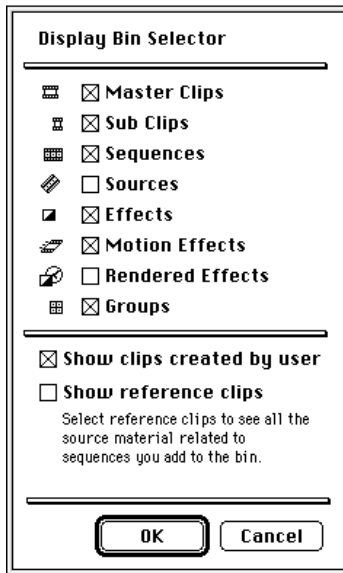 Display Bin Selector
Master Clips
Sub Clips
Sequences
Sources
Effects
Motion Effects
Rendered Effects
Groups
Show clips created by user
Show reference clips
Select reference clips to see all the
source material related to
sequences you add to the bin.
OK
Cancel